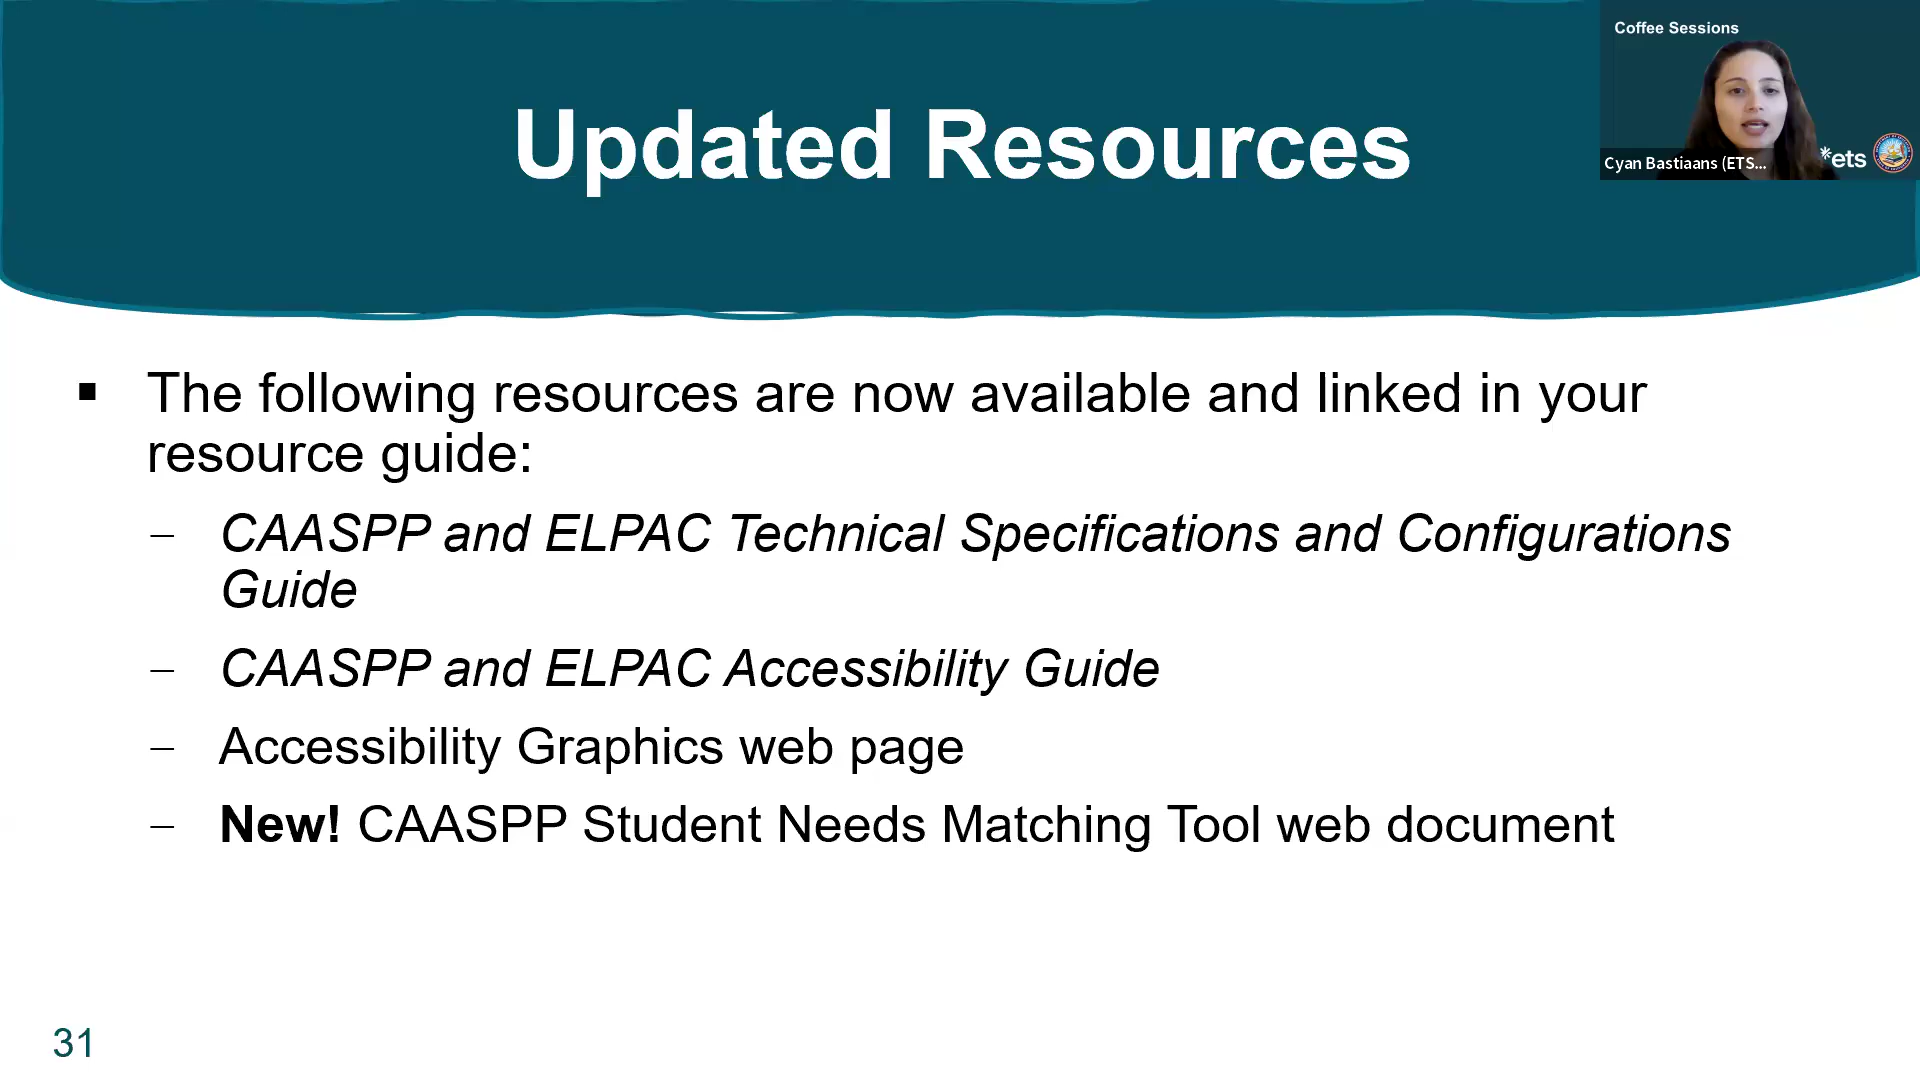 Coffee Sessions
Updated Resources
Cyan Bastiaans (ETS...
*ets
▪ The following resources are now available and linked in your
resource guide:
– CAASPP and ELPAC Technical Specifications and Configurations
Guide
– CAASPP and ELPAC Accessibility Guide
– Accessibility Graphics web page
– New! CAASPP Student Needs Matching Tool web document
31